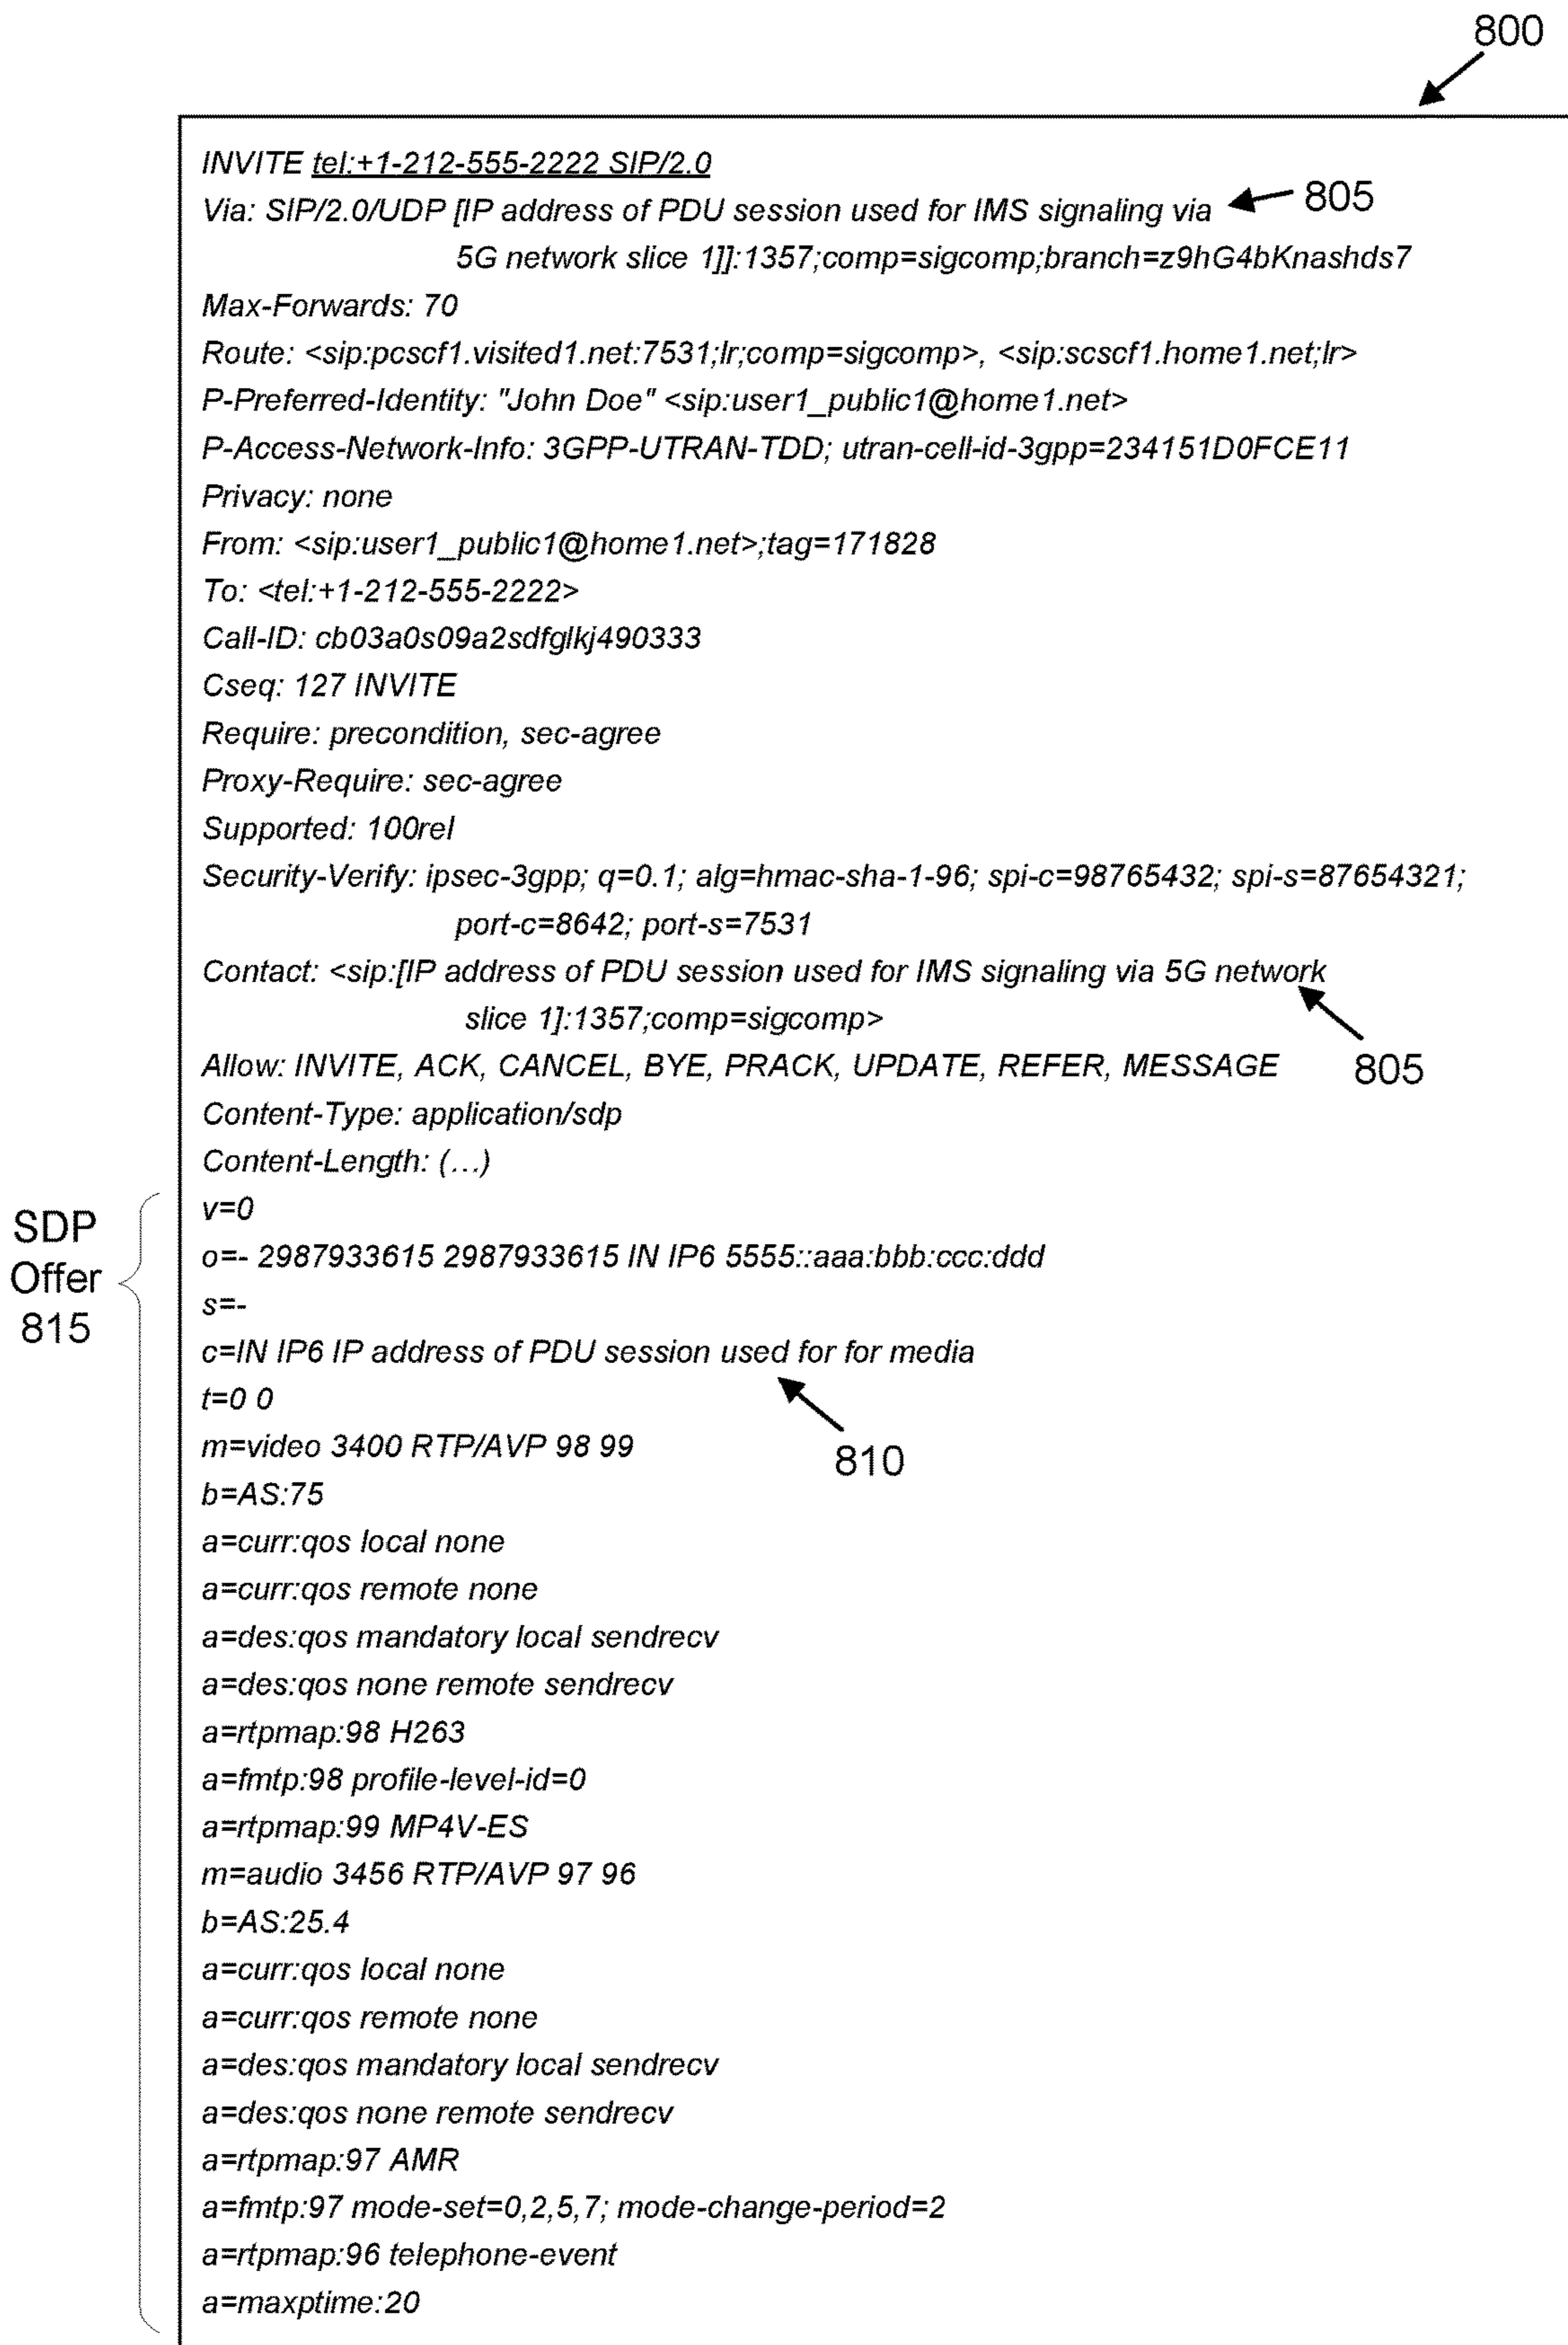 800
INVITE tel:+1-212-555-2222 SIP/2.0
Via: SIP/2.0/UDP [IP address of PDU session used for IMS signaling via
805
5G network slice 1]]:1357;comp=sigcomp;branch=z9hG4bKnashds7
Max-Forwards: 70
Route: <sip:pcscf1.visited1.net:7531;lr;comp=sigcomp>, <sip:scscf1.home1.net;lr>
P-Preferred-Identity: "John Doe" <sip:user1_public1@home1.net>
P-Access-Network-Info: 3GPP-UTRAN-TDD; utran-cell-id-3gpp=234151D0FCE11
Privacy: none
From: <sip:user1_public1@home1.net>;tag=171828
To: <tel:+1-212-555-2222>
Call-ID: cb03a0s09a2sdfglkj490333
Cseq: 127 INVITE
Require: precondition, sec-agree
Proxy-Require: sec-agree
Supported: 100rel
Security-Verify: ipsec-3gpp; q=0.1; alg=hmac-sha-1-96; spi-c=98765432; spi-s=87654321;
port-c=8642; port-s=7531
Contact: <sip:[IP address of PDU session used for IMS signaling via 5G network
slice 1]:1357;comp=sigcomp>
805
Allow: INVITE, ACK, CANCEL, BYE, PRACK, UPDATE, REFER, MESSAGE
Content-Type: application/sdp
Content-Length: (…)
SDP
Offer
815
v=0
o=- 2987933615 2987933615 IN IP6 5555::aaa:bbb:ccc:ddd
s=-
c=IN IP6 IP address of PDU session used for for media
810
t=0 0
m=video 3400 RTP/AVP 98 99
b=AS:75
a=curr:qos local none
a=curr:qos remote none
a=des:qos mandatory local sendrecv
a=des:qos none remote sendrecv
a=rtpmap:98 H263
a=fmtp:98 profile-level-id=0
a=rtpmap:99 MP4V-ES
m=audio 3456 RTP/AVP 97 96
b=AS:25.4
a=curr:qos local none
a=curr:qos remote none
a=des:qos mandatory local sendrecv
a=des:qos none remote sendrecv
a=rtpmap:97 AMR
a=fmtp:97 mode-set=0,2,5,7; mode-change-period=2
a=rtpmap:96 telephone-event
a=maxptime:20